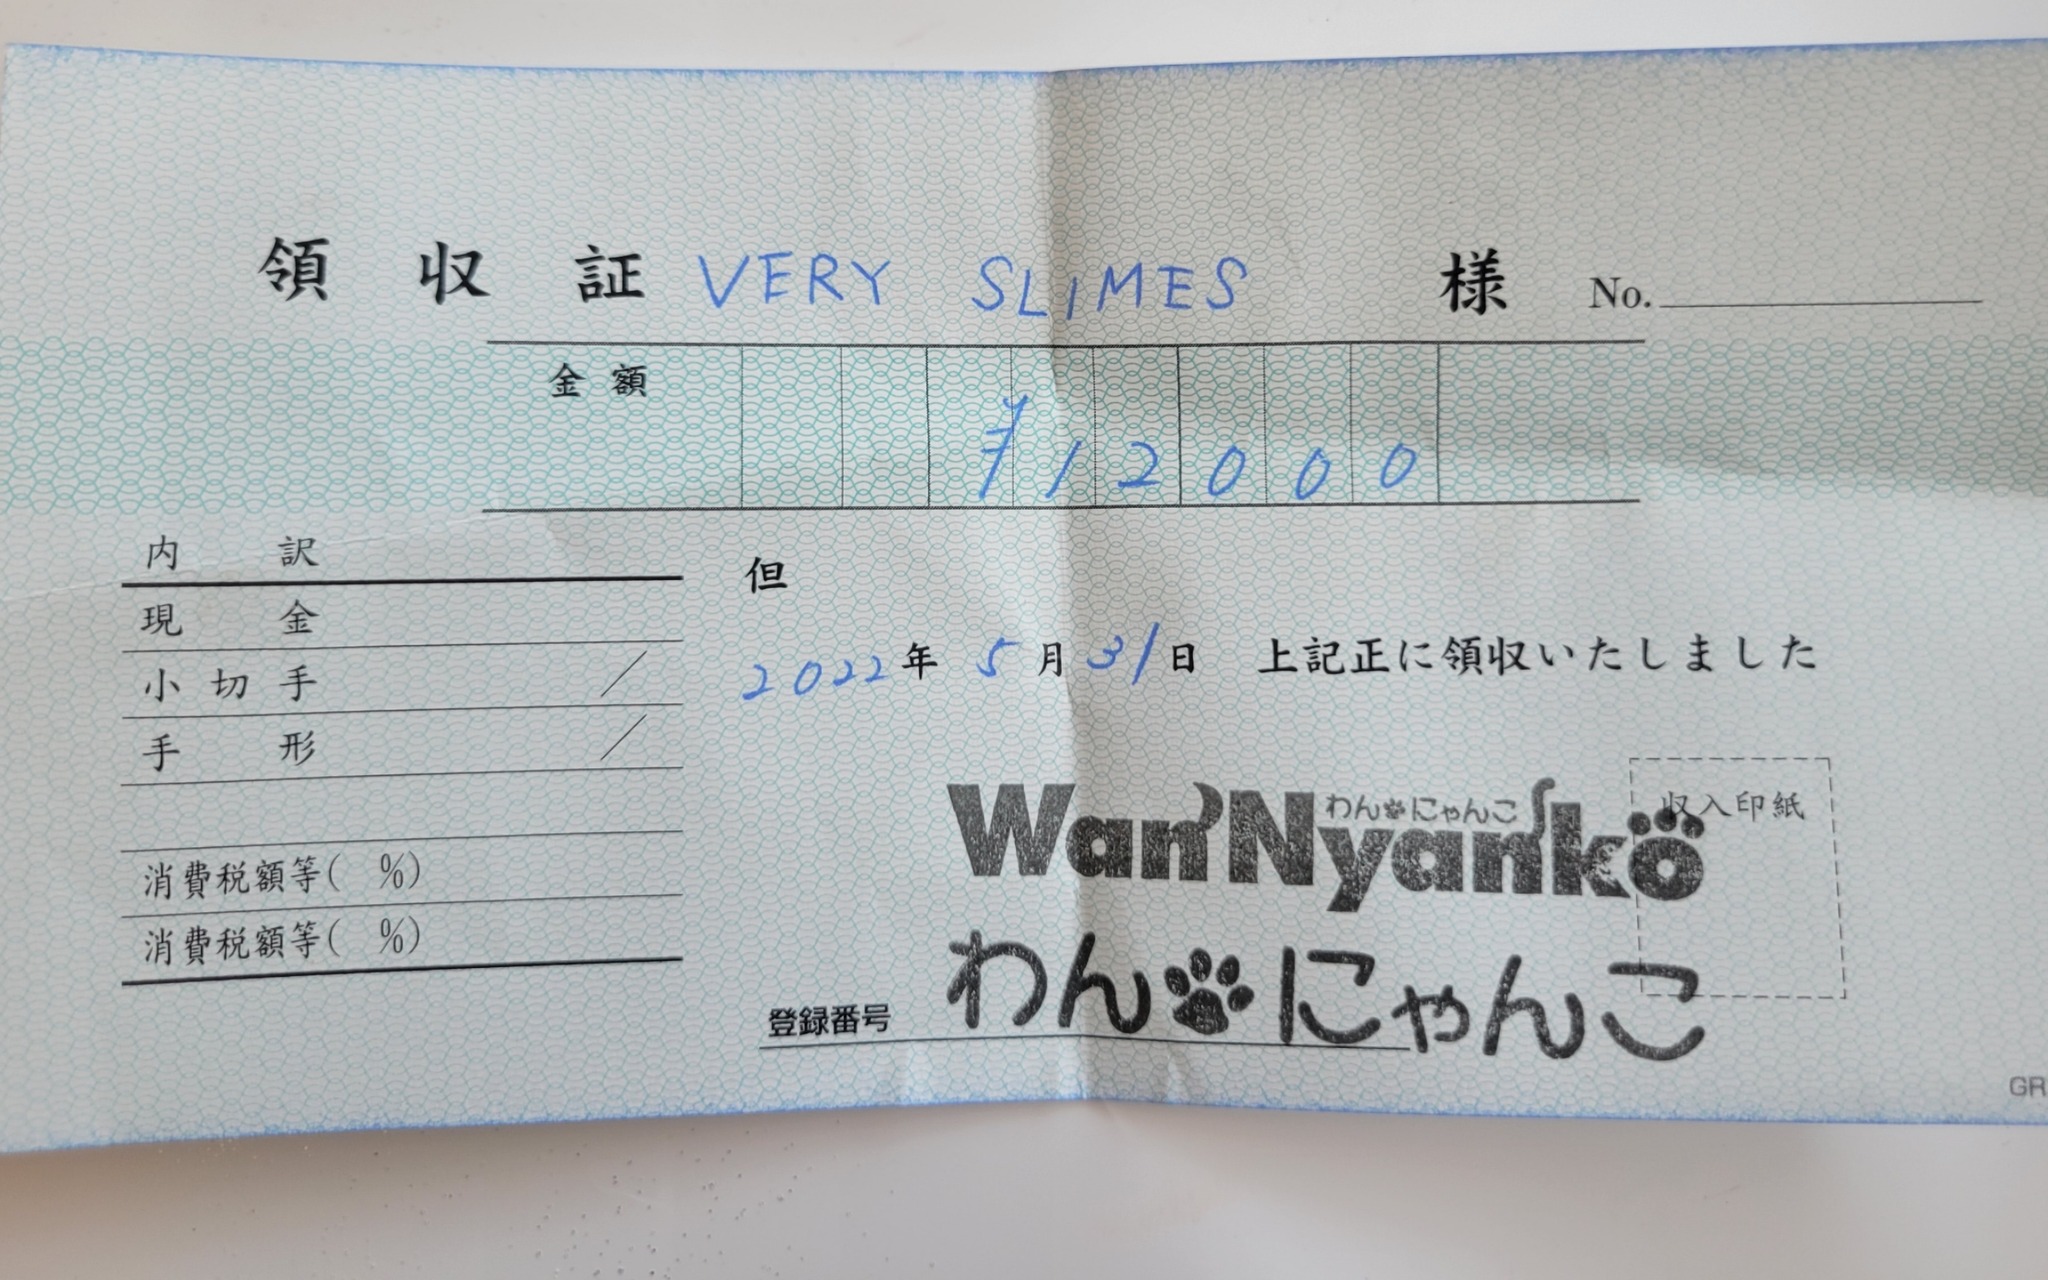 領収証 VERY SLIMES 様 No.
金額 ¥12000
内訳
現金
小切手 /
手形 /
消費税額等( %)
消費税額等( %)
但
2022年 5月31日 上記正に領収いたしました
収入印紙
Wan'Nyanko
わん にゃんこ
わん にゃんこ
登録番号
GR